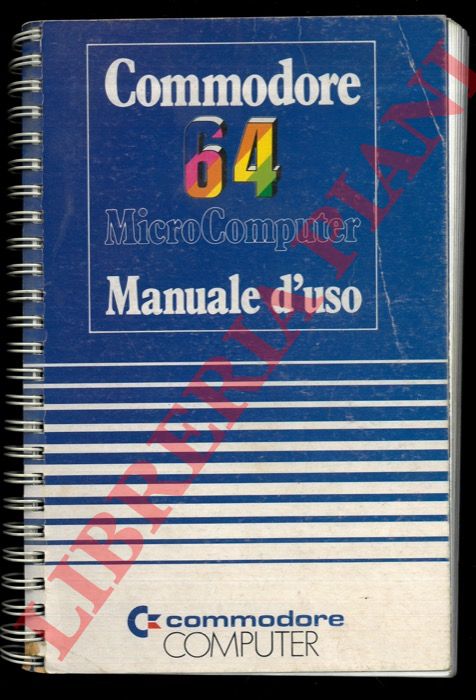 Commodore
64
MicroComputer
Manuale d'uso
commodore
COMPUTER
LIBRERIA PIANI